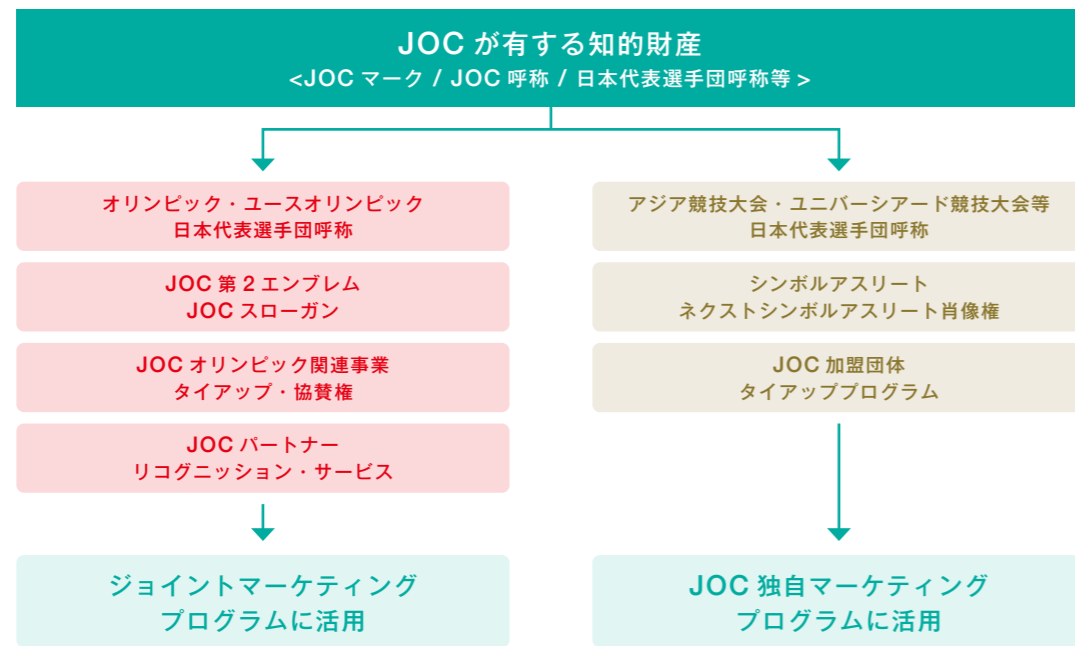 JOC が有する知的財産
<JOC マーク / JOC 呼称 / 日本代表選手団呼称等 >
オリンピック・ユースオリンピック
日本代表選手団呼称
JOC 第 2 エンブレム
JOC スローガン
JOC オリンピック関連事業
タイアップ・協賛権
JOC パートナー
リコグニッション・サービス
ジョイントマーケティング
プログラムに活用
アジア競技大会・ユニバーシアード競技大会等
日本代表選手団呼称
シンボルアスリート
ネクストシンボルアスリート肖像権
JOC 加盟団体
タイアッププログラム
JOC 独自マーケティング
プログラムに活用